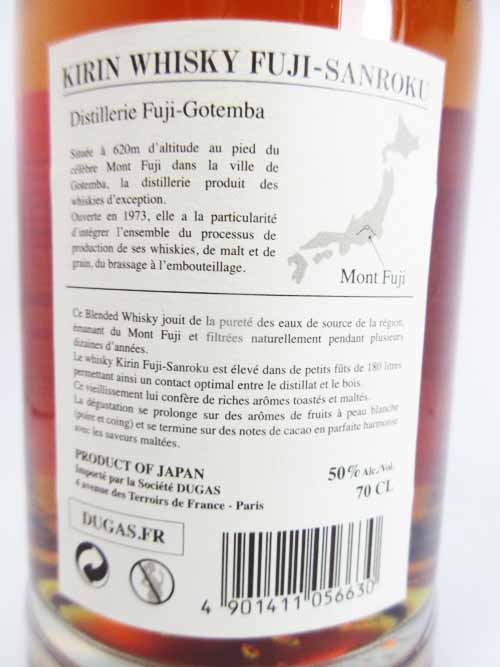 KIRIN WHISKY FUJI-SANROKU
Distillerie Fuji-Gotemba
Située à 620m d'altitude au pied du
célèbre Mont Fuji dans la ville de
Gotemba, la distillerie produit des
whiskies d'exception.
Ouverte en 1973, elle a la particularité
d'intégrer l'ensemble du processus de
production de ses whiskies, de malt et de
grain, du brassage à l'embouteillage.
Mont Fuji
Ce Blended Whisky jouit de la pureté des eaux de source de la région,
émanant du Mont Fuji et filtrées naturellement pendant plusieurs
dizaines d'années.
Le whisky Kirin Fuji-Sanroku est élevé dans de petits fûts de 180 litres
permettant ainsi un contact optimal entre le distillat et le bois.
Ce vieillissement lui confère de riches arômes toastés et maltés.
La dégustation se prolonge sur des arômes de fruits à peau blanche
(point et coing) et se termine sur des notes de cacao en parfaite harmonie
avec les saveurs maltées.
PRODUCT OF JAPAN
Importé par la Société DUGAS
4 avenue des Terroirs de France - Paris
50% Alc./Vol.
70 CL
DUGAS.FR
4 901411 056630